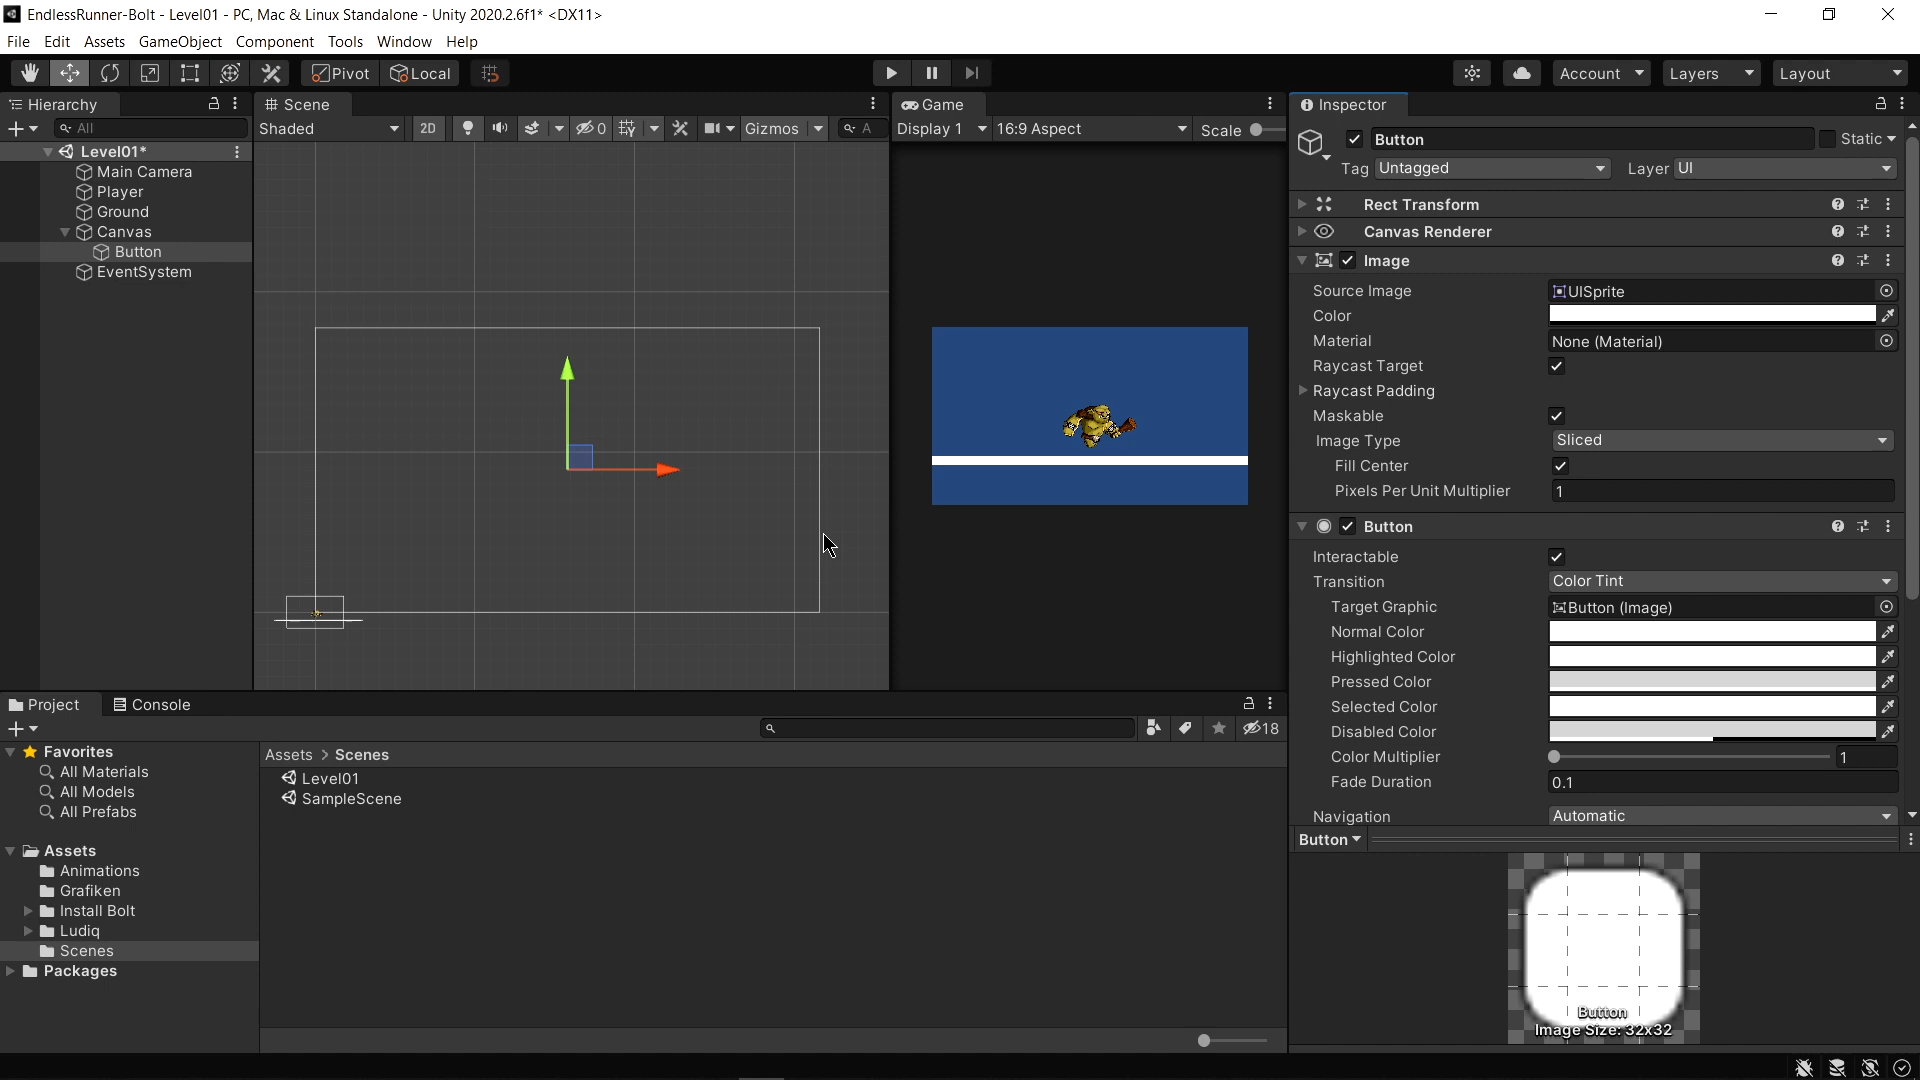 EndlessRunner-Bolt - Level01 - PC, Mac & Linux Standalone - Unity 2020.2.6f1* <DX11>
File Edit Assets GameObject Component Tools Window Help
Pivot Local Account Layers Layout
Hierarchy
All
Level01*
Main Camera
Player
Ground
Canvas
Button
EventSystem
Scene
Shaded 2D 0 Gizmos A
Game
Display 1 16:9 Aspect Scale
Inspector
Button Static
Tag Untagged Layer UI
Rect Transform
Canvas Renderer
Image
Source Image UISprite
Color
Material None (Material)
Raycast Target
Raycast Padding
Maskable
Image Type Sliced
Fill Center
Pixels Per Unit Multiplier 1
Button
Interactable
Transition Color Tint
Target Graphic Button (Image)
Normal Color
Highlighted Color
Pressed Color
Selected Color
Disabled Color
Color Multiplier 1
Fade Duration 0.1
Navigation Automatic
Button
Button
Image Size: 32x32
Project Console
18
Favorites
All Materials
All Models
All Prefabs
Assets
Animations
Grafiken
Install Bolt
Ludiq
Scenes
Packages
Assets > Scenes
Level01
SampleScene